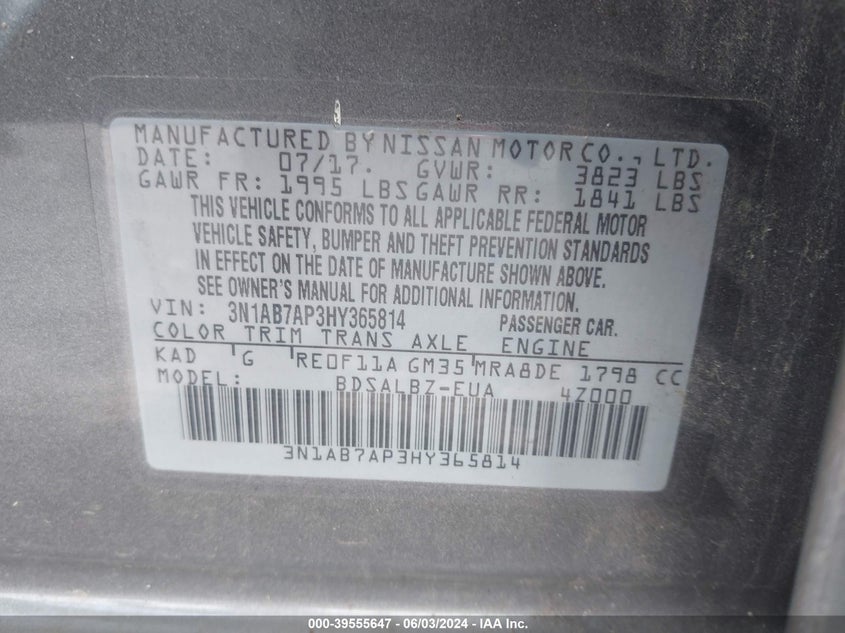 MANUFACTURED BY NISSAN MOTOR CO., LTD.
DATE: 07/17. GVWR: 3823 LBS
GAWR FR: 1995 LBS GAWR RR: 1841 LBS
THIS VEHICLE CONFORMS TO ALL APPLICABLE FEDERAL MOTOR
VEHICLE SAFETY, BUMPER AND THEFT PREVENTION STANDARDS
IN EFFECT ON THE DATE OF MANUFACTURE SHOWN ABOVE.
SEE OWNER'S MANUAL FOR ADDITIONAL INFORMATION.
VIN: 3N1AB7AP3HY365814 PASSENGER CAR.
COLOR TRIM TRANS AXLE ENGINE
KAD G RE0F11A GM35 MRA8DE 1798 CC
MODEL: BDSALBZ-EUA 4Z000
3N1AB7AP3HY365814
000-39555647 | 06/03/2024 - IAA Inc.